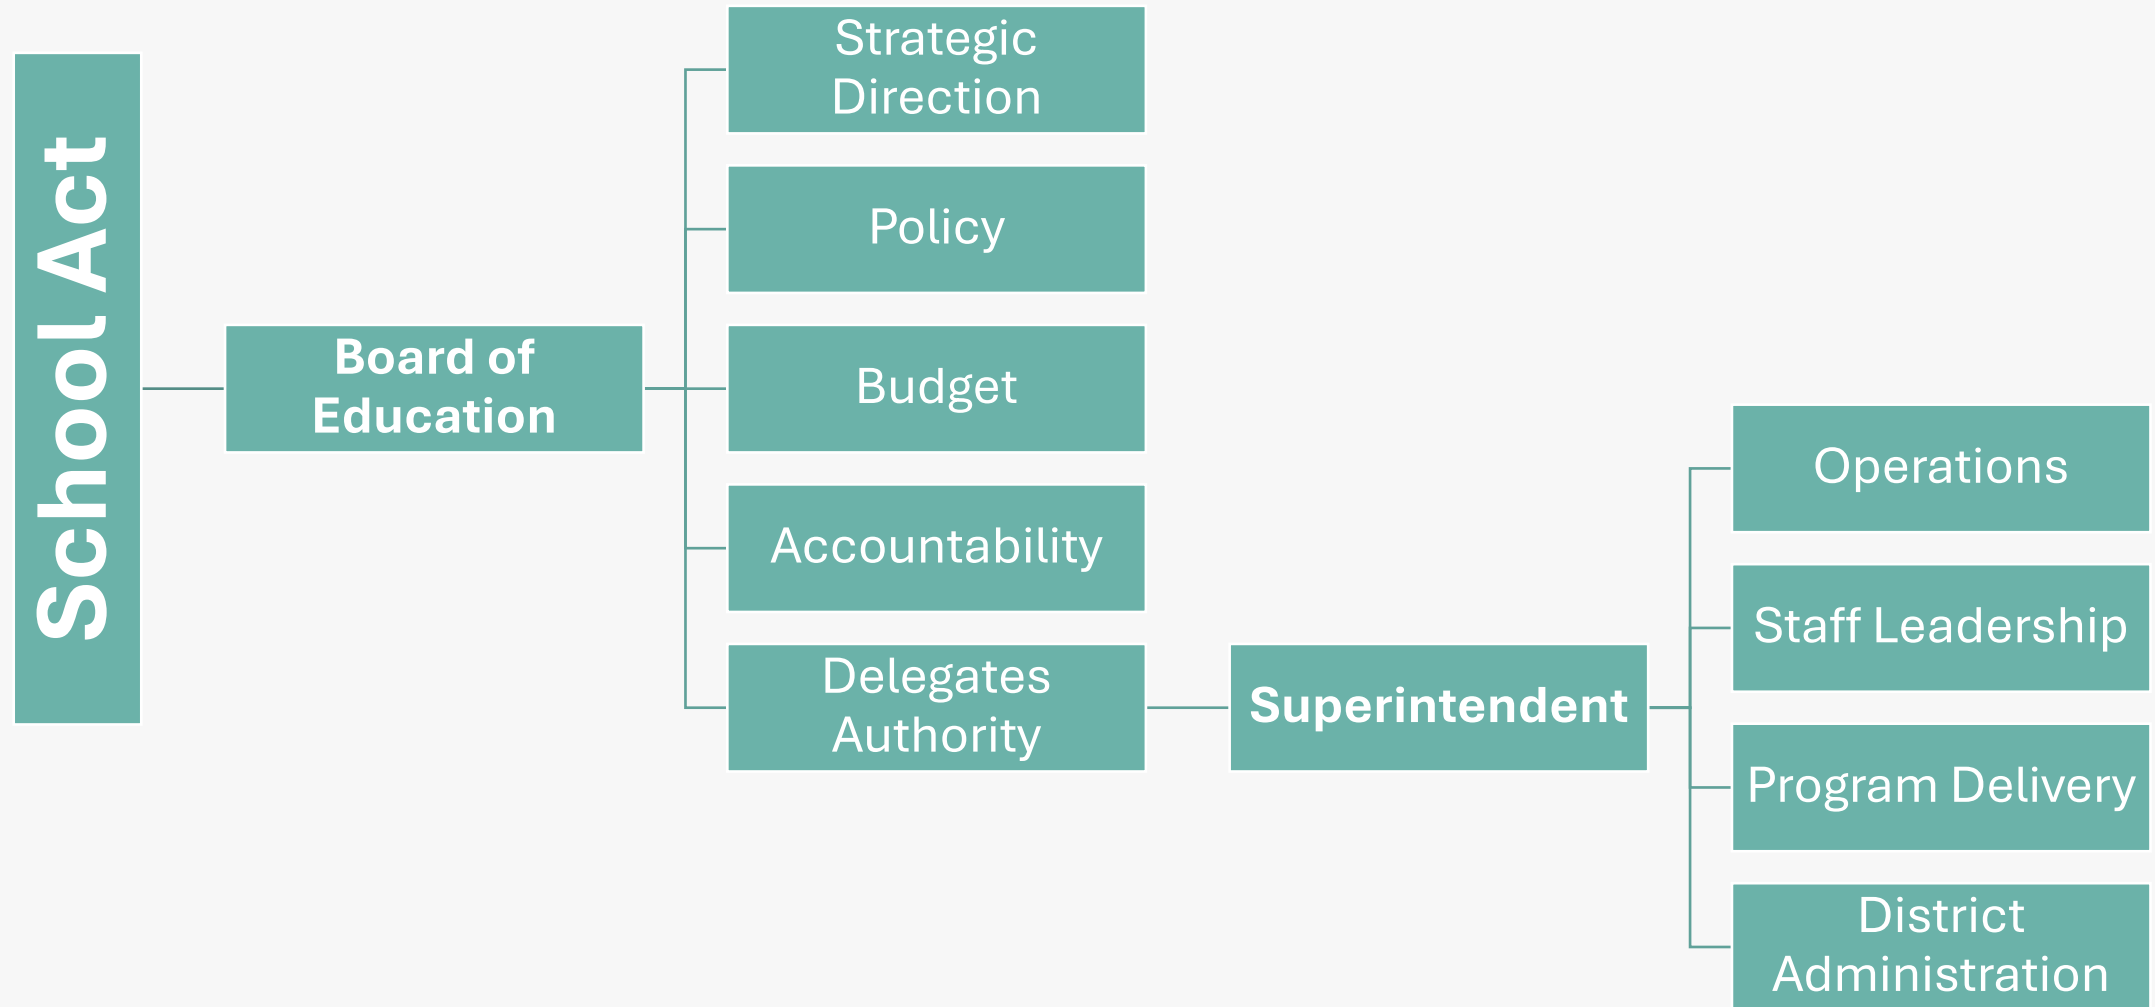 School Act
Board of
Education
Strategic
Direction
Policy
Budget
Accountability
Delegates
Authority
Superintendent
Operations
Staff Leadership
Program Delivery
District
Administration